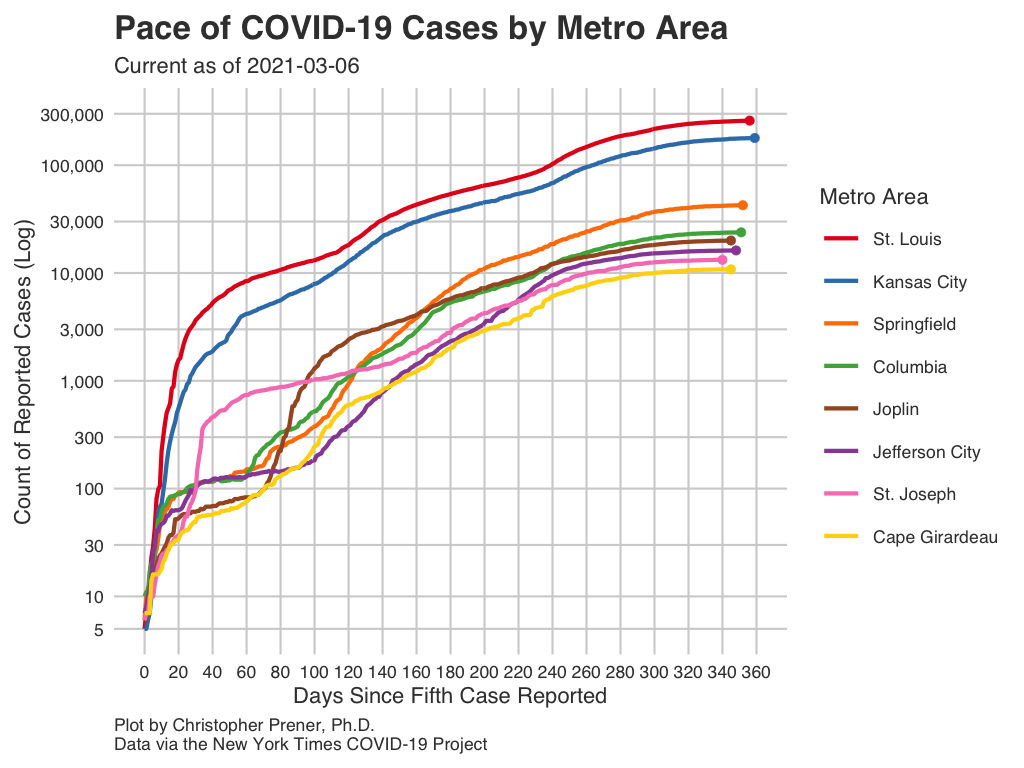 Pace of COVID-19 Cases by Metro Area
Current as of 2021-03-06
Count of Reported Cases (Log)
300,000
100,000
30,000
10,000
3,000
1,000
300
100
30
10
5
0 20 40 60 80 100 120 140 160 180 200 220 240 260 280 300 320 340 360
Days Since Fifth Case Reported
Metro Area
St. Louis
Kansas City
Springfield
Columbia
Joplin
Jefferson City
St. Joseph
Cape Girardeau
Plot by Christopher Prener, Ph.D.
Data via the New York Times COVID-19 Project